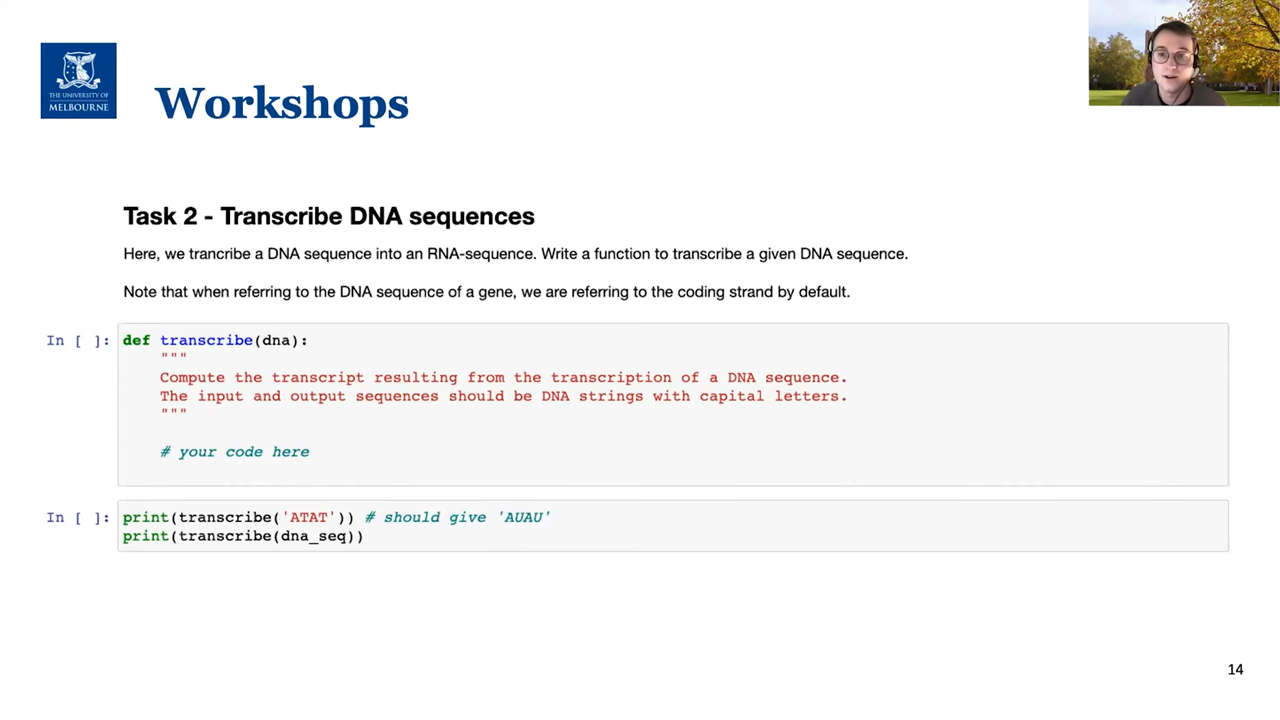 THE UNIVERSITY OF
MELBOURNE
Workshops
Task 2 - Transcribe DNA sequences
Here, we trancribe a DNA sequence into an RNA-sequence. Write a function to transcribe a given DNA sequence.
Note that when referring to the DNA sequence of a gene, we are referring to the coding strand by default.
In [ ]: def transcribe(dna):
"""
Compute the transcript resulting from the transcription of a DNA sequence.
The input and output sequences should be DNA strings with capital letters.
"""
# your code here
In [ ]: print(transcribe('ATAT')) # should give 'AUAU'
print(transcribe(dna_seq))
14